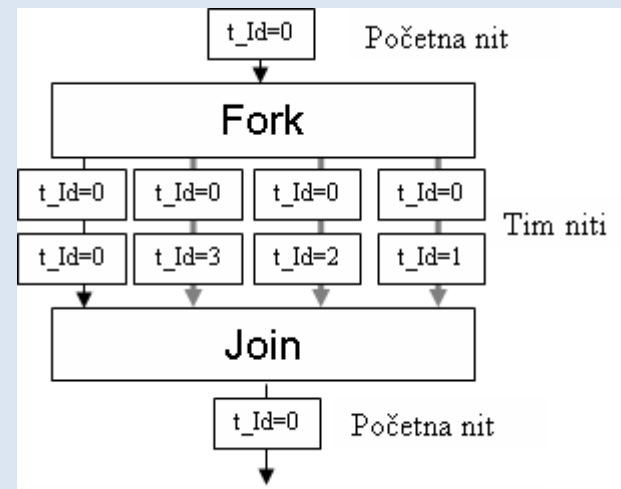 t_Id=0 Početna nit
Fork
t_Id=0 t_Id=0 t_Id=0 t_Id=0
Tim niti
t_Id=0 t_Id=3 t_Id=2 t_Id=1
Join
t_Id=0 Početna nit